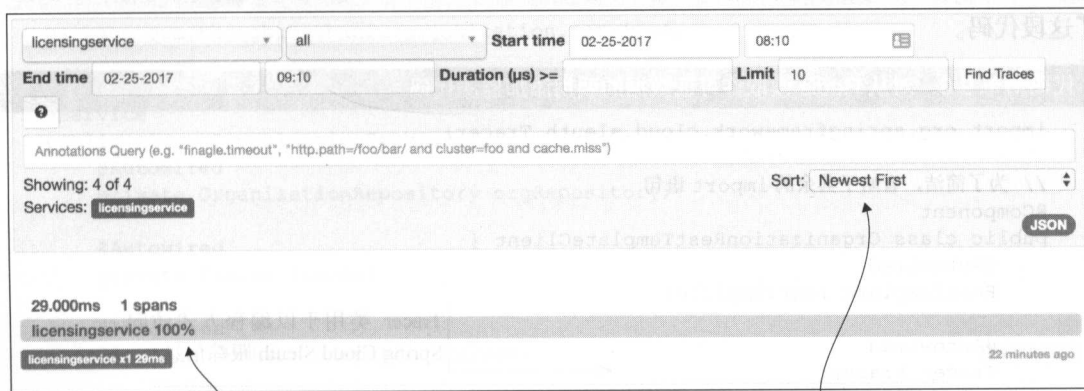 licensingservice all Start time 02-25-2017 08:10
End time 02-25-2017 09:10 Duration (μs) >= Limit 10 Find Traces
?
Annotations Query (e.g. "finagle.timeout", "http.path=/foo/bar/ and cluster=foo and cache.miss")
Showing: 4 of 4 Sort: Newest First
Services: licensingservice
JSON
29.000ms 1 spans
licensingservice 100%
licensingservice x1 29ms 22 minutes ago